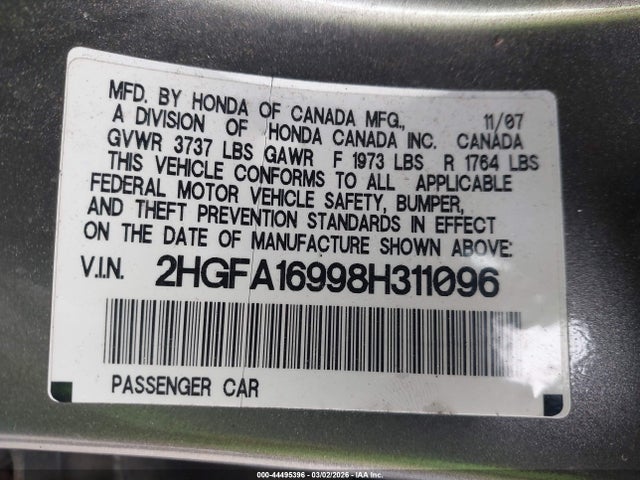 MFD. BY HONDA OF CANADA MFG., 11/07
A DIVISION OF HONDA CANADA INC. CANADA
GVWR 3737 LBS GAWR F 1973 LBS R 1764 LBS
THIS VEHICLE CONFORMS TO ALL APPLICABLE
FEDERAL MOTOR VEHICLE SAFETY, BUMPER,
AND THEFT PREVENTION STANDARDS IN EFFECT
ON THE DATE OF MANUFACTURE SHOWN ABOVE:
V.I.N. 2HGFA16998H311096
PASSENGER CAR
000-44495396 | 03/02/2026 | IAA Inc.